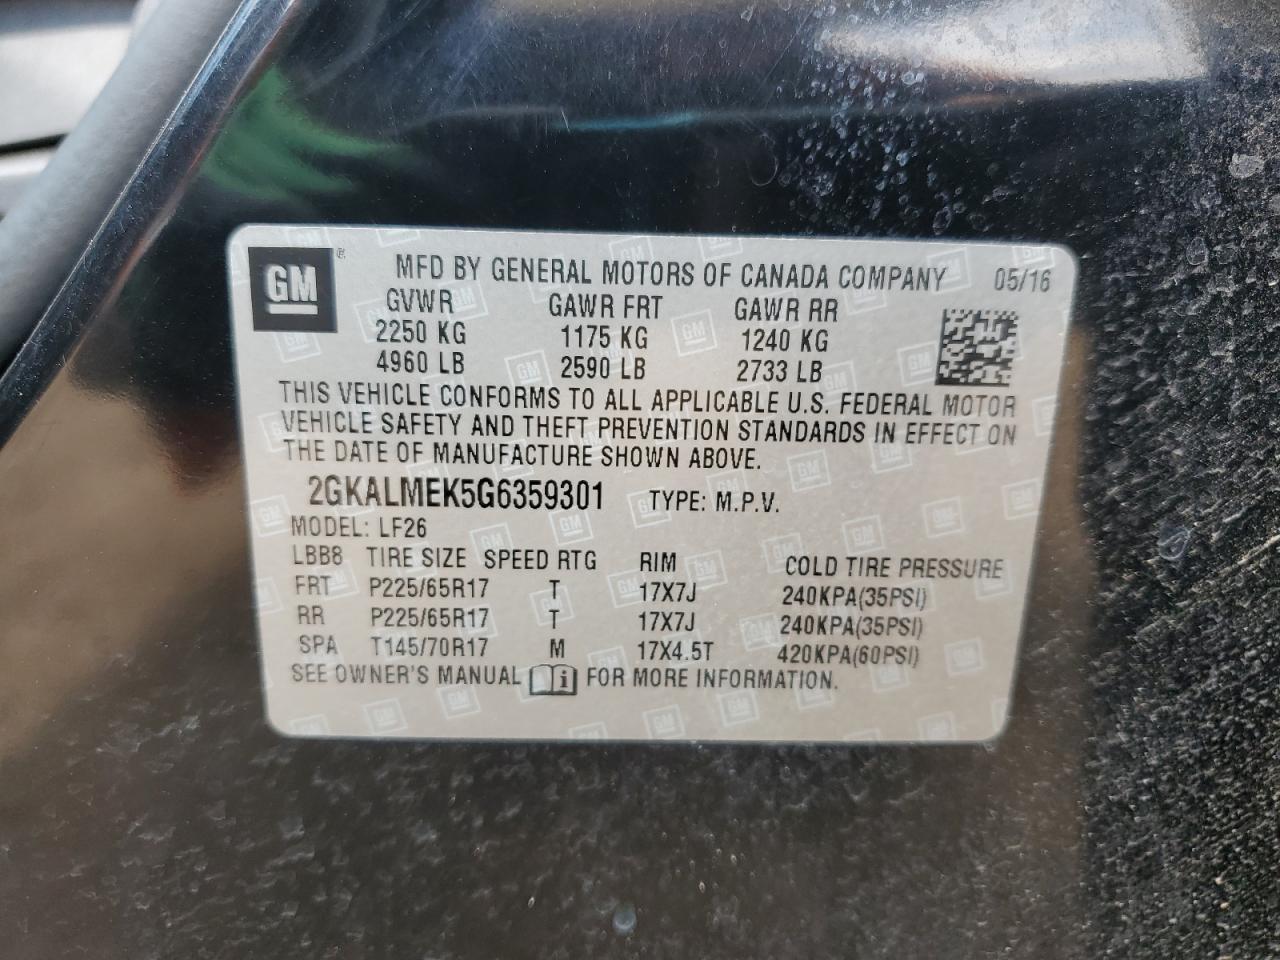 GM ® MFD BY GENERAL MOTORS OF CANADA COMPANY 05/16
GVWR GAWR FRT GAWR RR
2250 KG 1175 KG 1240 KG
4960 LB 2590 LB 2733 LB
THIS VEHICLE CONFORMS TO ALL APPLICABLE U.S. FEDERAL MOTOR
VEHICLE SAFETY AND THEFT PREVENTION STANDARDS IN EFFECT ON
THE DATE OF MANUFACTURE SHOWN ABOVE.
2GKALMEK5G6359301 TYPE: M.P.V.
MODEL: LF26
LBB8 TIRE SIZE SPEED RTG RIM COLD TIRE PRESSURE
FRT P225/65R17 T 17X7J 240KPA(35PSI)
RR P225/65R17 T 17X7J 240KPA(35PSI)
SPA T145/70R17 M 17X4.5T 420KPA(60PSI)
SEE OWNER'S MANUAL i FOR MORE INFORMATION.